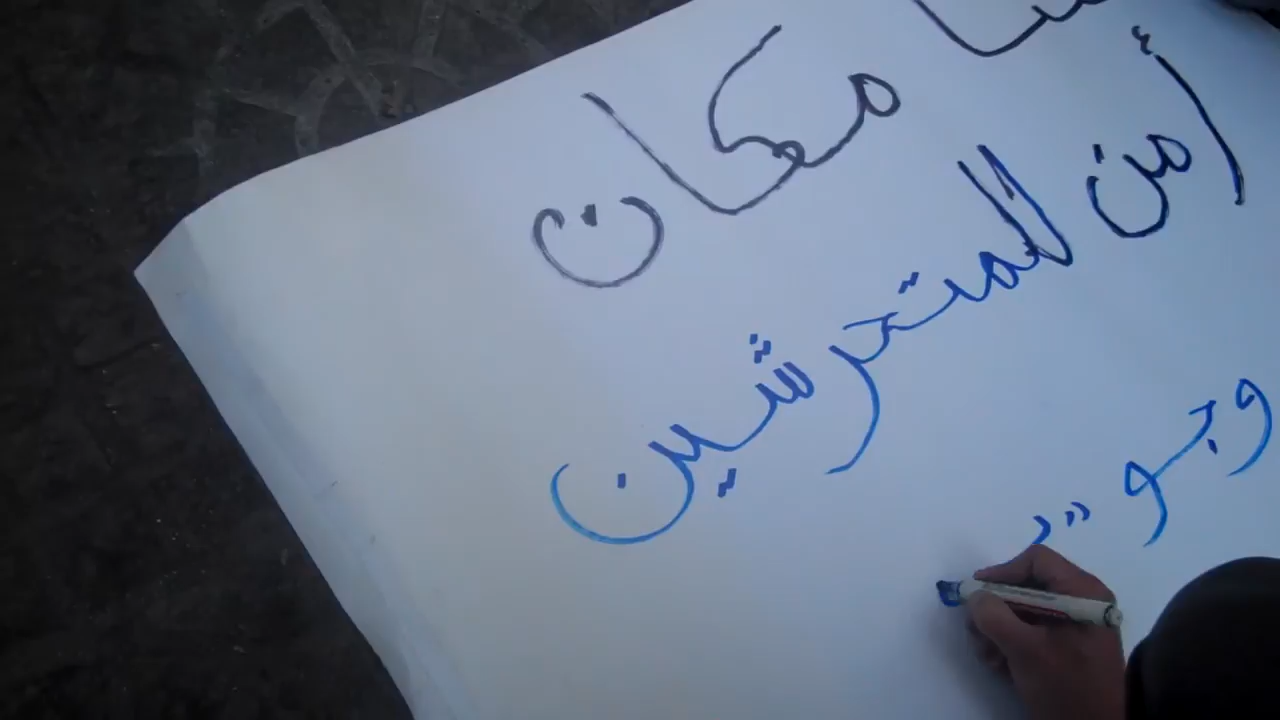 مكان
أمن للمتحرشين
وجو "